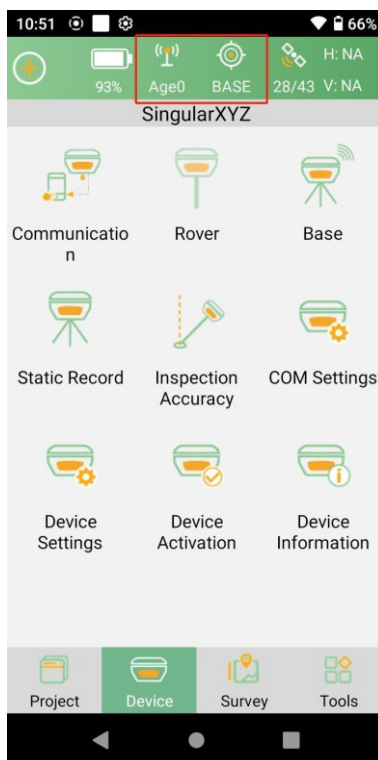 10:51 66%
93% Age0 BASE 28/43 H: NA
V: NA
SingularXYZ
Communicatio
n
Rover
Base
Static Record
Inspection
Accuracy
COM Settings
Device
Settings
Device
Activation
Device
Information
Project Device Survey Tools